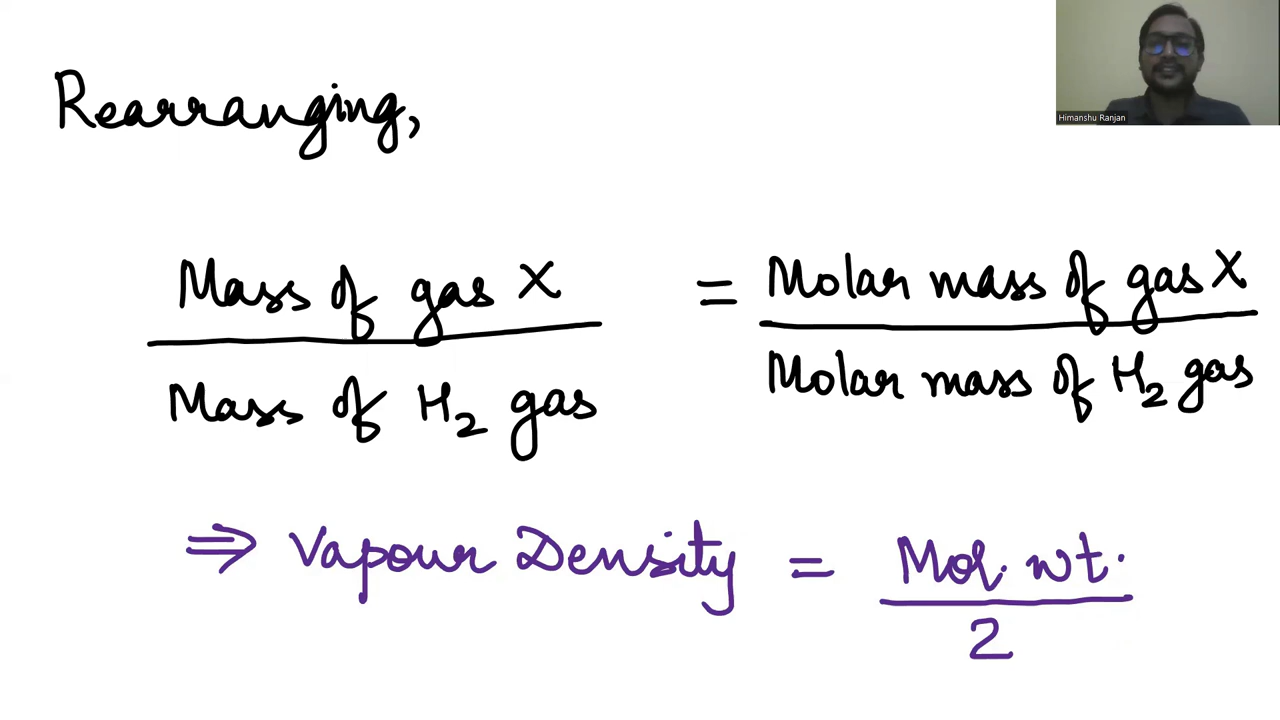 Himanshu Ranjan
Rearranging,
Mass of gas X = Molar mass of gas X
Mass of H2 gas Molar mass of H2 gas
⇒ Vapour Density = Mol. wt.
2